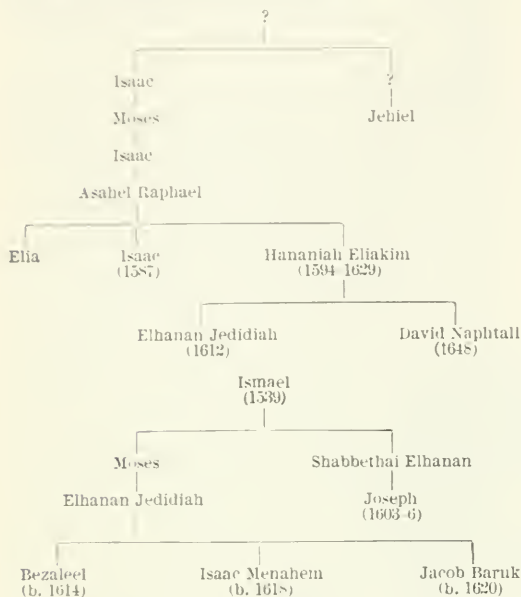 ?
Isaac ?
Moses Jehiel
Isaac
Asahel Raphael
Elia Isaac Hananiah Eliakim
(1587) (1594-1629)
Elhanan Jedidiah David Naphtali
(1612) (1648)
Ismael
(1539)
Moses Shabbethai Elhanan
Elhanan Jedidiah Joseph
(1603-6)
Bezaleel Isaac Menahem Jacob Baruk
(b. 1614) (b. 1618) (b. 1620)